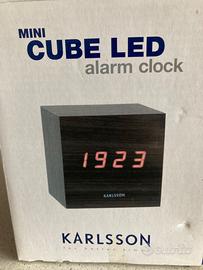 MINI
CUBE LED
alarm clock
1923
KARLSSON
KARLSSON